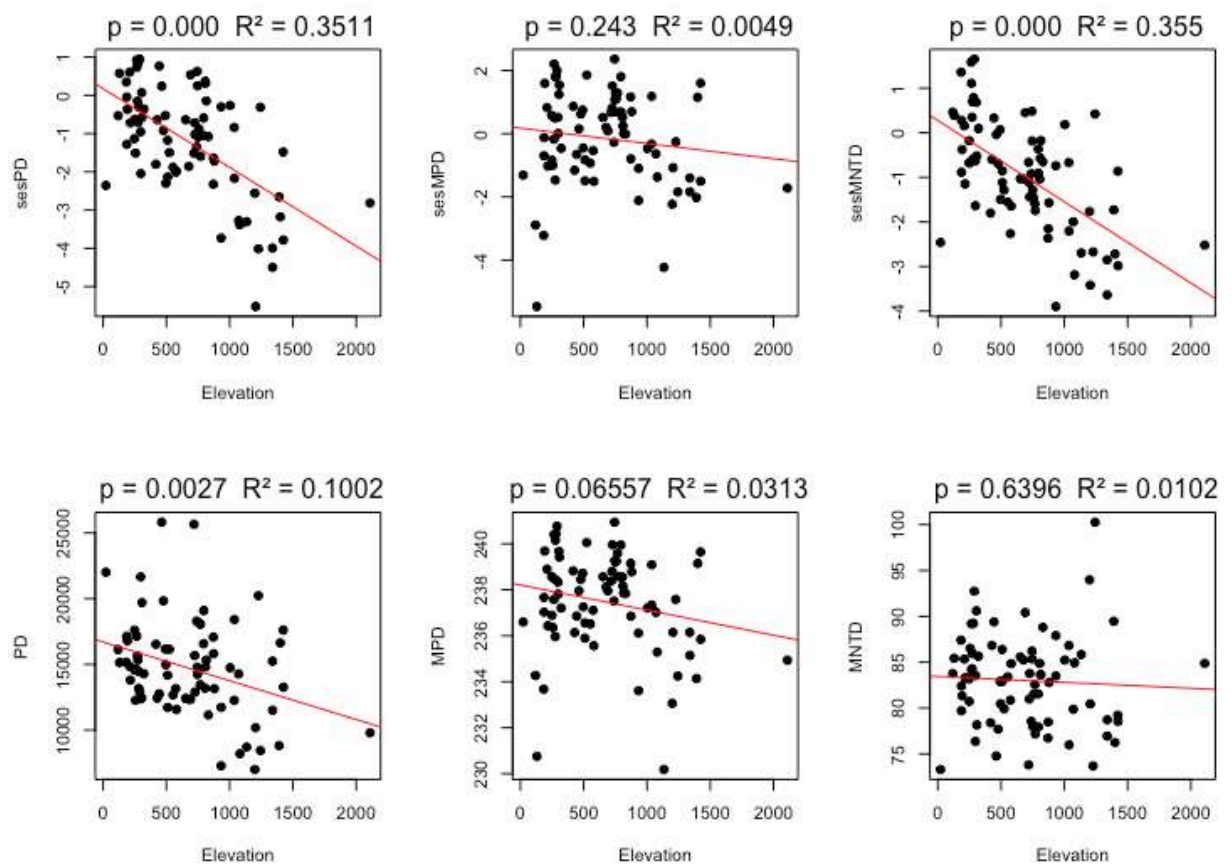 p = 0.000 R² = 0.3511
p = 0.243 R² = 0.0049
p = 0.000 R² = 0.355
1
0
-1
-2
-3
-4
-5
sesPD
0 500 1000 1500 2000
Elevation
2
0
-2
-4
sesMPD
0 500 1000 1500 2000
Elevation
1
0
-1
-2
-3
-4
sesMNTD
0 500 1000 1500 2000
Elevation
p = 0.0027 R² = 0.1002
p = 0.06557 R² = 0.0313
p = 0.6396 R² = 0.0102
25000
20000
15000
10000
PD
0 500 1000 1500 2000
Elevation
240
238
236
234
232
230
MPD
0 500 1000 1500 2000
Elevation
100
95
90
85
80
75
MNTD
0 500 1000 1500 2000
Elevation